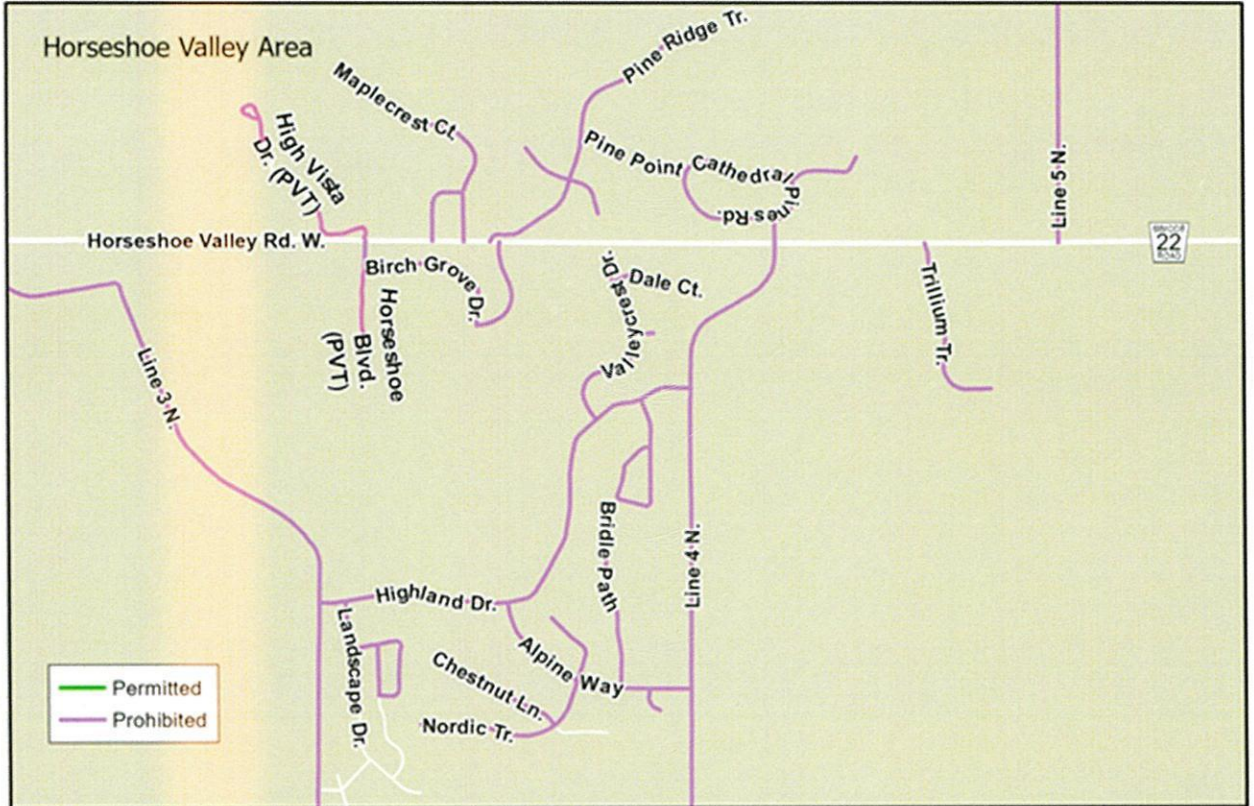 Horseshoe Valley Area
Pine Ridge Tr.
Maplecrest Ct.
High Vista
Dr. (PVT)
Pine Point
Cathedral Pines Rd.
Line 5 N.
Horseshoe Valley Rd. W.
SIMCOE
22
ROAD
Birch Grove Dr.
Horseshoe
Blvd.
(PVT)
Dale Ct.
Valleycrest Dr.
Trillium Tr.
Line 3 N.
Bridle Path
Line 4 N.
Highland Dr.
Landscape Dr.
Alpine Way
Chestnut Ln.
Nordic Tr.
Permitted
Prohibited